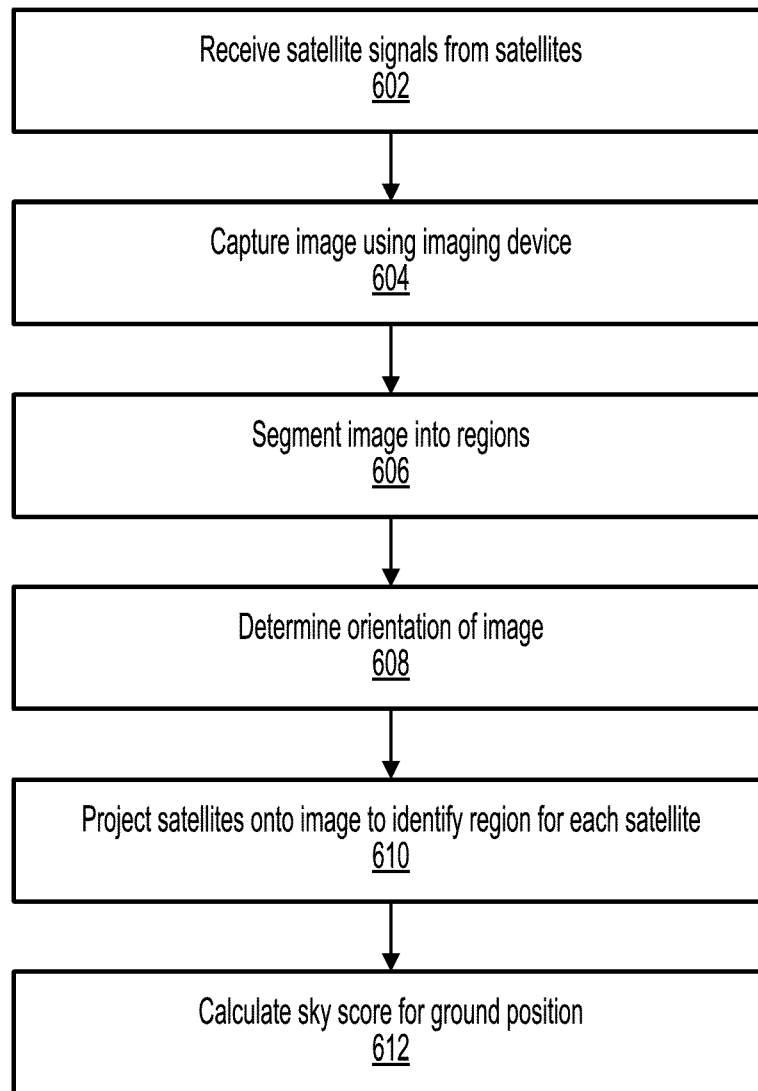 Receive satellite signals from satellites
602
Capture image using imaging device
604
Segment image into regions
606
Determine orientation of image
608
Project satellites onto image to identify region for each satellite
610
Calculate sky score for ground position
612